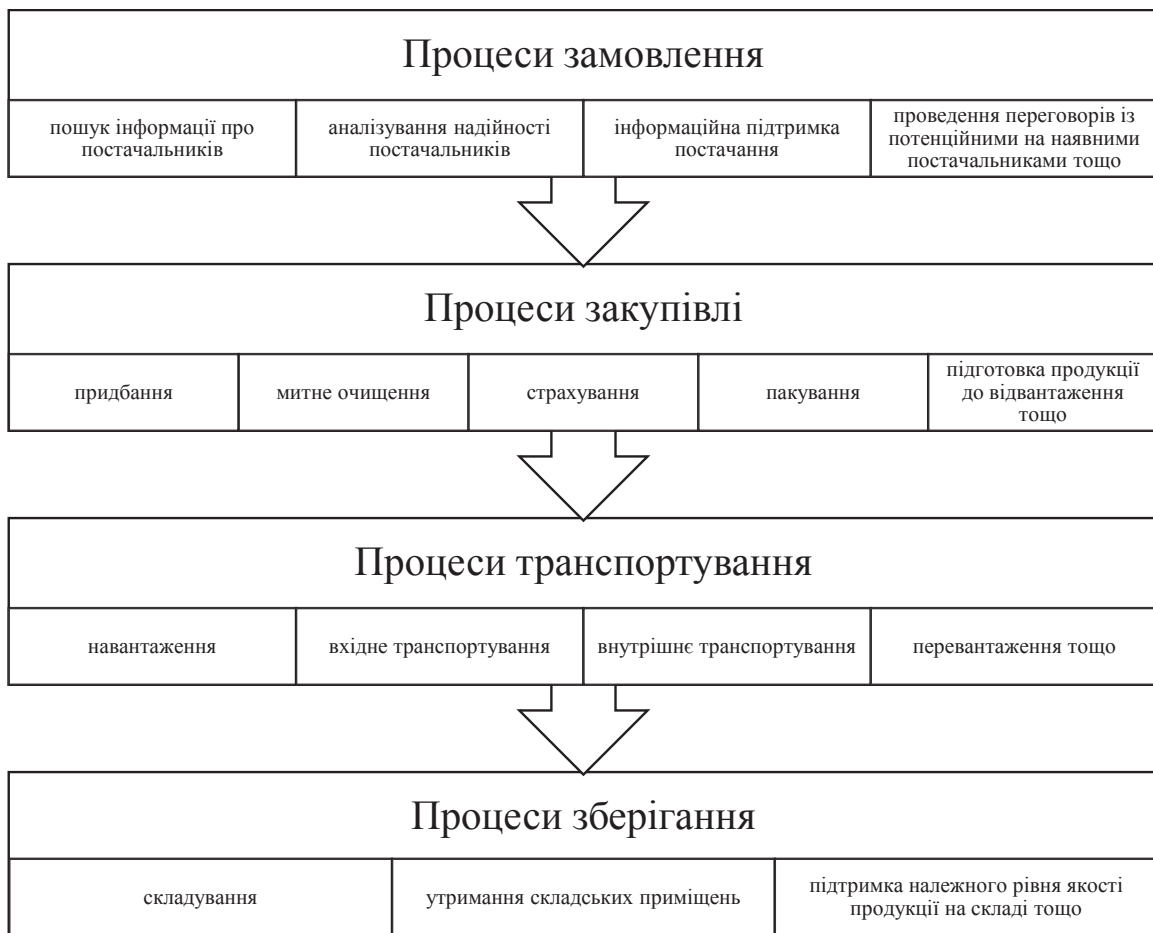 Процеси замовлення
пошук інформації про
постачальників
аналізування надійності
постачальників
інформаційна підтримка
постачання
проведення переговорів із
потенційними на наявними
постачальниками тощо
Процеси закупівлі
придбання
митне очищення
страхування
пакування
підготовка продукції
до відвантаження
тощо
Процеси транспортування
навантаження
вхідне транспортування
внутрішнє транспортування
перевантаження тощо
Процеси зберігання
складування
утримання складських приміщень
підтримка належного рівня якості
продукції на складі тощо